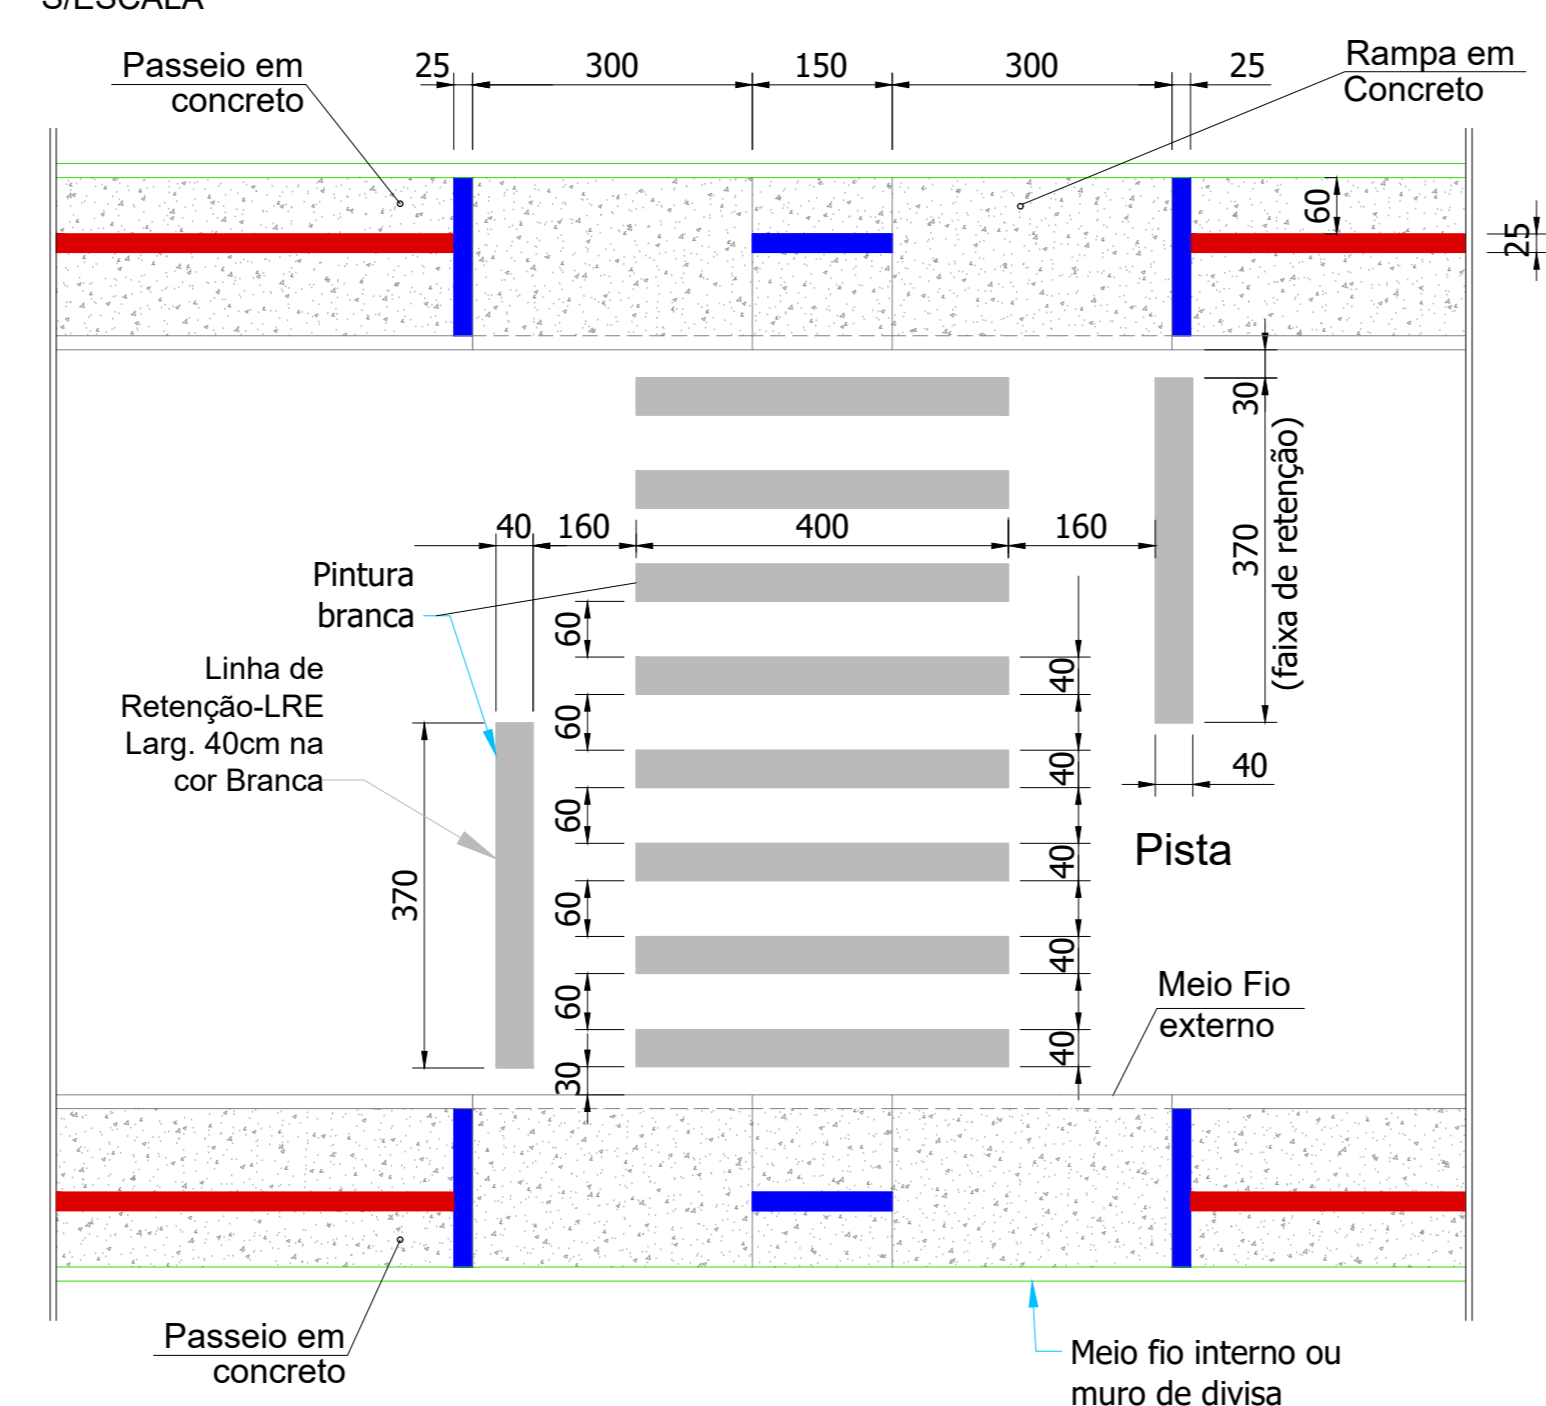 S/ESCALA
Passeio em
concreto
25
300
150
300
25
Rampa em
Concreto
60
25
30
370
(faixa de retenção)
40
160
400
160
Pintura
branca
60
40
Linha de
Retenção-LRE
Larg. 40cm na
cor Branca
60
40
40
60
40
Pista
370
60
40
60
40
Meio Fio
externo
30
Passeio em
concreto
Meio fio interno ou
muro de divisa